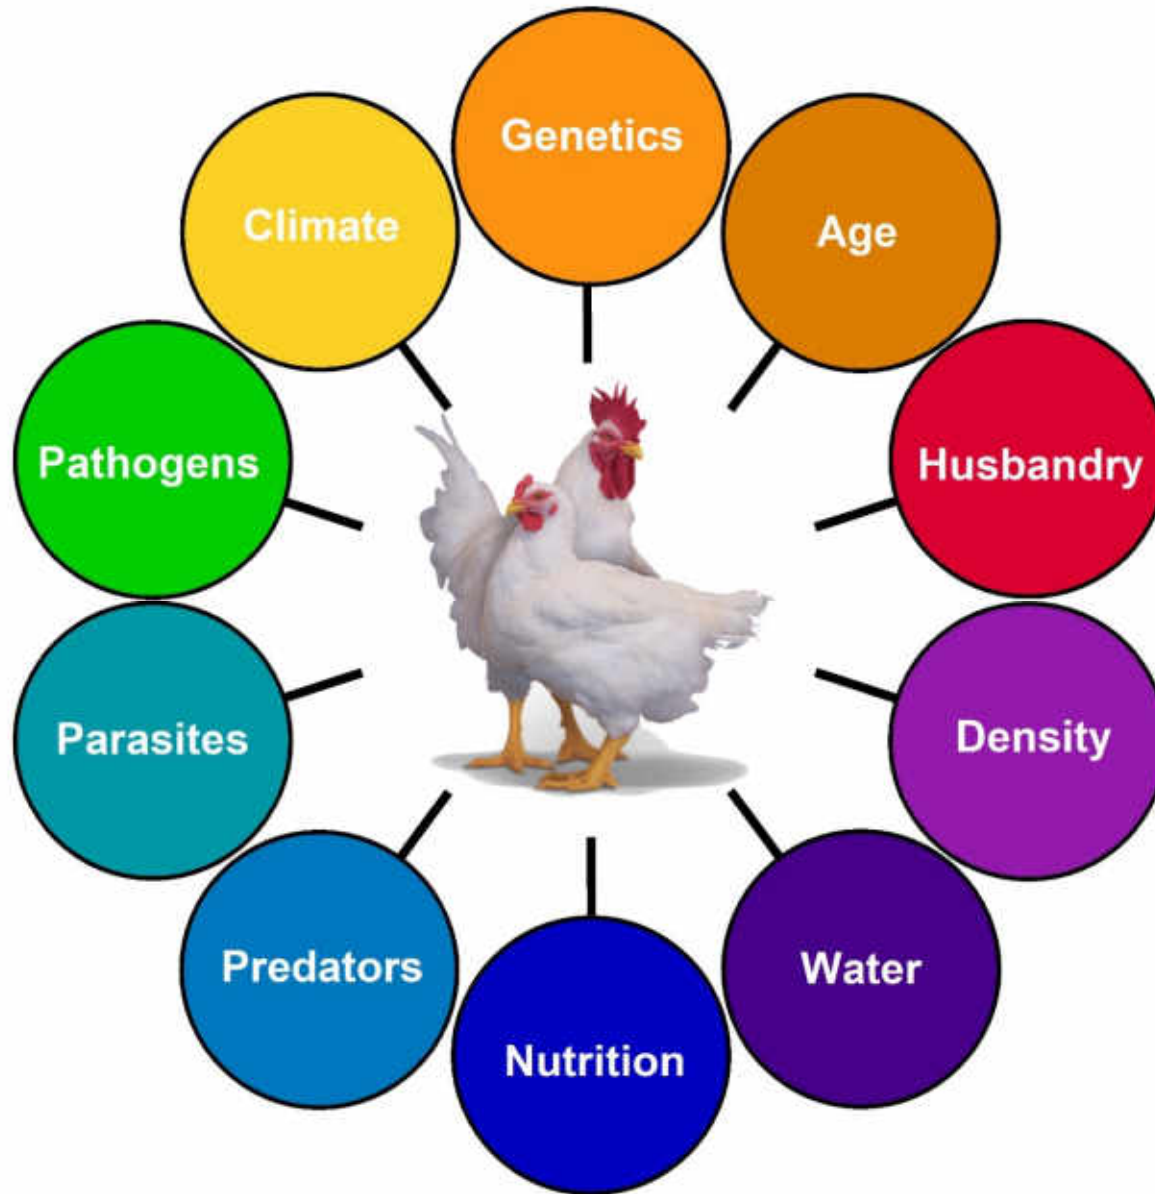 Genetics
Age
Husbandry
Density
Water
Nutrition
Predators
Parasites
Pathogens
Climate